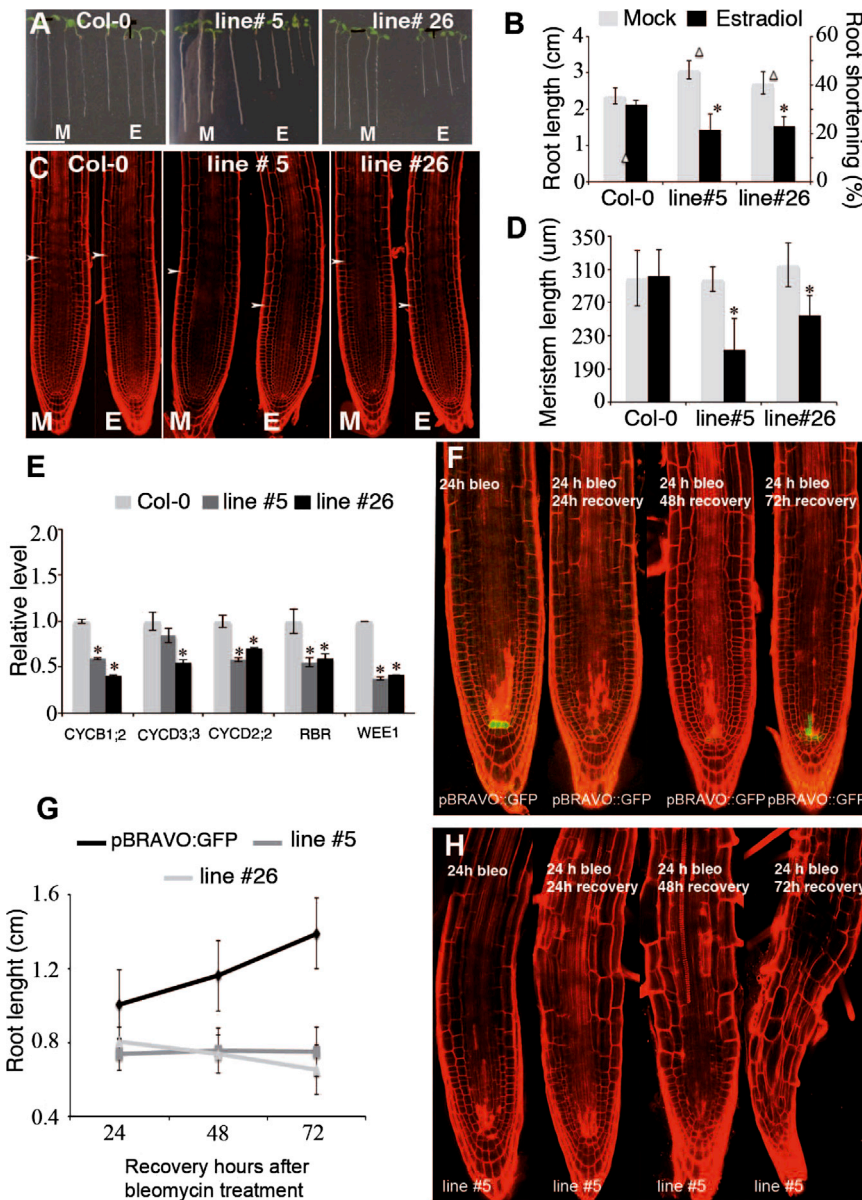 A
Col-0
line# 5
line# 26
M
E
M
E
M
E
B
Mock
Estradiol
Root length (cm)
4
3
2
1
0
60
40
20
0
Root shortening (%)
*
*
Col-0
line#5
line#26
C
Col-0
line # 5
line #26
M
E
M
E
M
E
D
Meristem length (um)
350
310
270
230
190
0
*
*
Col-0
line#5
line#26
E
Col-0
line #5
line #26
Relative level
2.0
1.5
1.0
0.5
0
* *
*
* *
* *
* *
CYCB1;2
CYCD3;3
CYCD2;2
RBR
WEE1
F
24h bleo
24 h bleo
24h recovery
24 h bleo
48h recovery
24 h bleo
72h recovery
pBRAVO::GFP
pBRAVO::GFP
pBRAVO::GFP
pBRAVO::GFP
G
pBRAVO:GFP
line #5
line #26
Root lenght (cm)
1.6
1.2
0.8
0.4
24
48
72
Recovery hours after
bleomycin treatment
H
24h bleo
24 h bleo
24h recovery
24 h bleo
48h recovery
24 h bleo
72h recovery
line #5
line #5
line #5
line #5